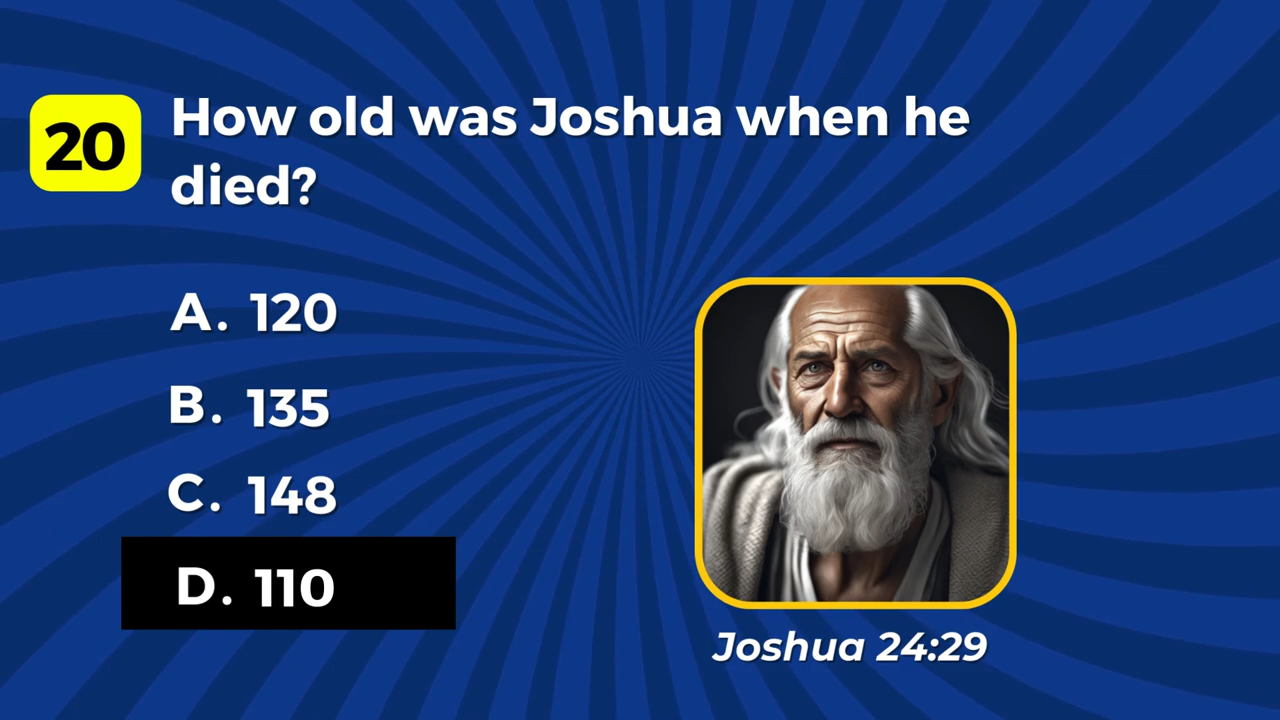 20
How old was Joshua when he
died?
A. 120
B. 135
C. 148
D. 110
Joshua 24:29